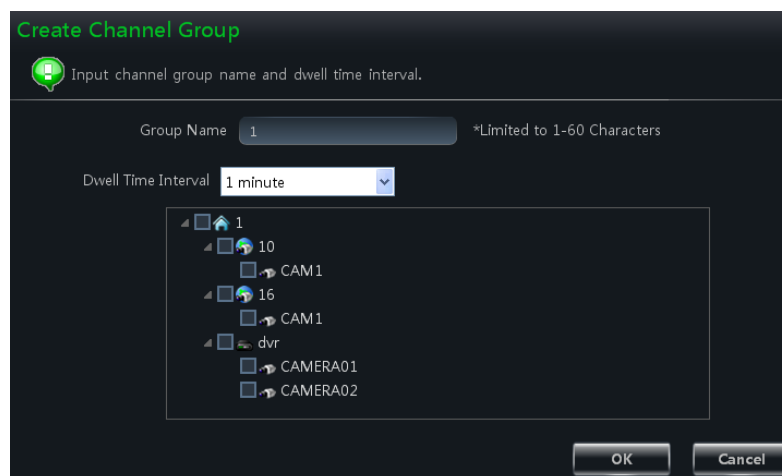 Create Channel Group
Input channel group name and dwell time interval.
Group Name 1 *Limited to 1-60 Characters
Dwell Time Interval 1 minute
1
10
CAM1
16
CAM1
dvr
CAMERA01
CAMERA02
OK Cancel